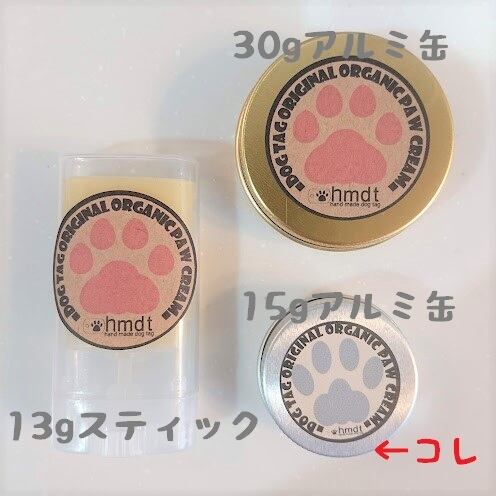 30gアルミ缶
DOG TAG ORIGINAL ORGANIC PAW CREAM
hmdt
hand made dog tag
DOG TAG ORIGINAL ORGANIC PAW CREAM
hmdt
hand made dog tag
15gアルミ缶
DOG TAG ORIGINAL ORGANIC PAW CREAM
hmdt
13gスティック
←コレ